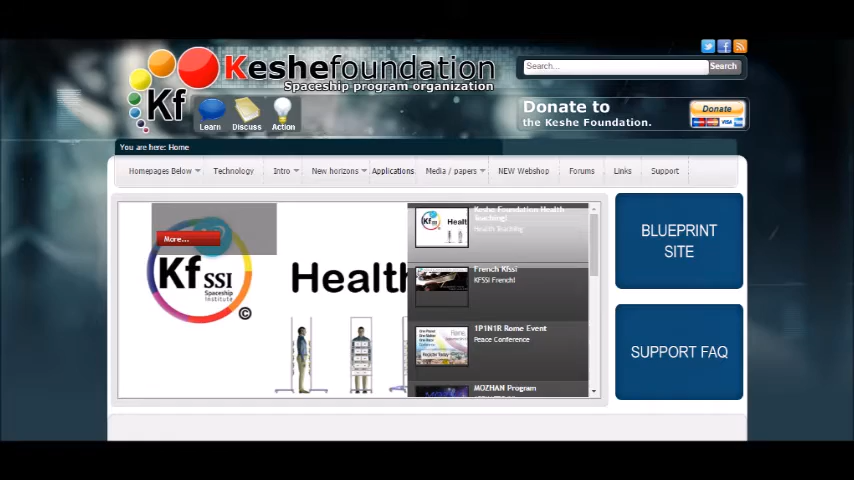 Keshefoundation
Spaceship program organization
Kf
Learn
Discuss
Action
Search...
Search
Donate to
the Keshe Foundation.
Donate
VISA
You are here: Home
Homepages Below
Technology
Intro
New horizons
Applications
Media / papers
NEW Webshop
Forums
Links
Support
More...
Kf SSI
Spaceship
Institute
©
Health
Keshe Foundation Health
Teaching!
Health Teaching
French Kfssi
KFSSI French!
1P1N1R Rome Event
Peace Conference
MOZHAN Program
BLUEPRINT
SITE
SUPPORT FAQ